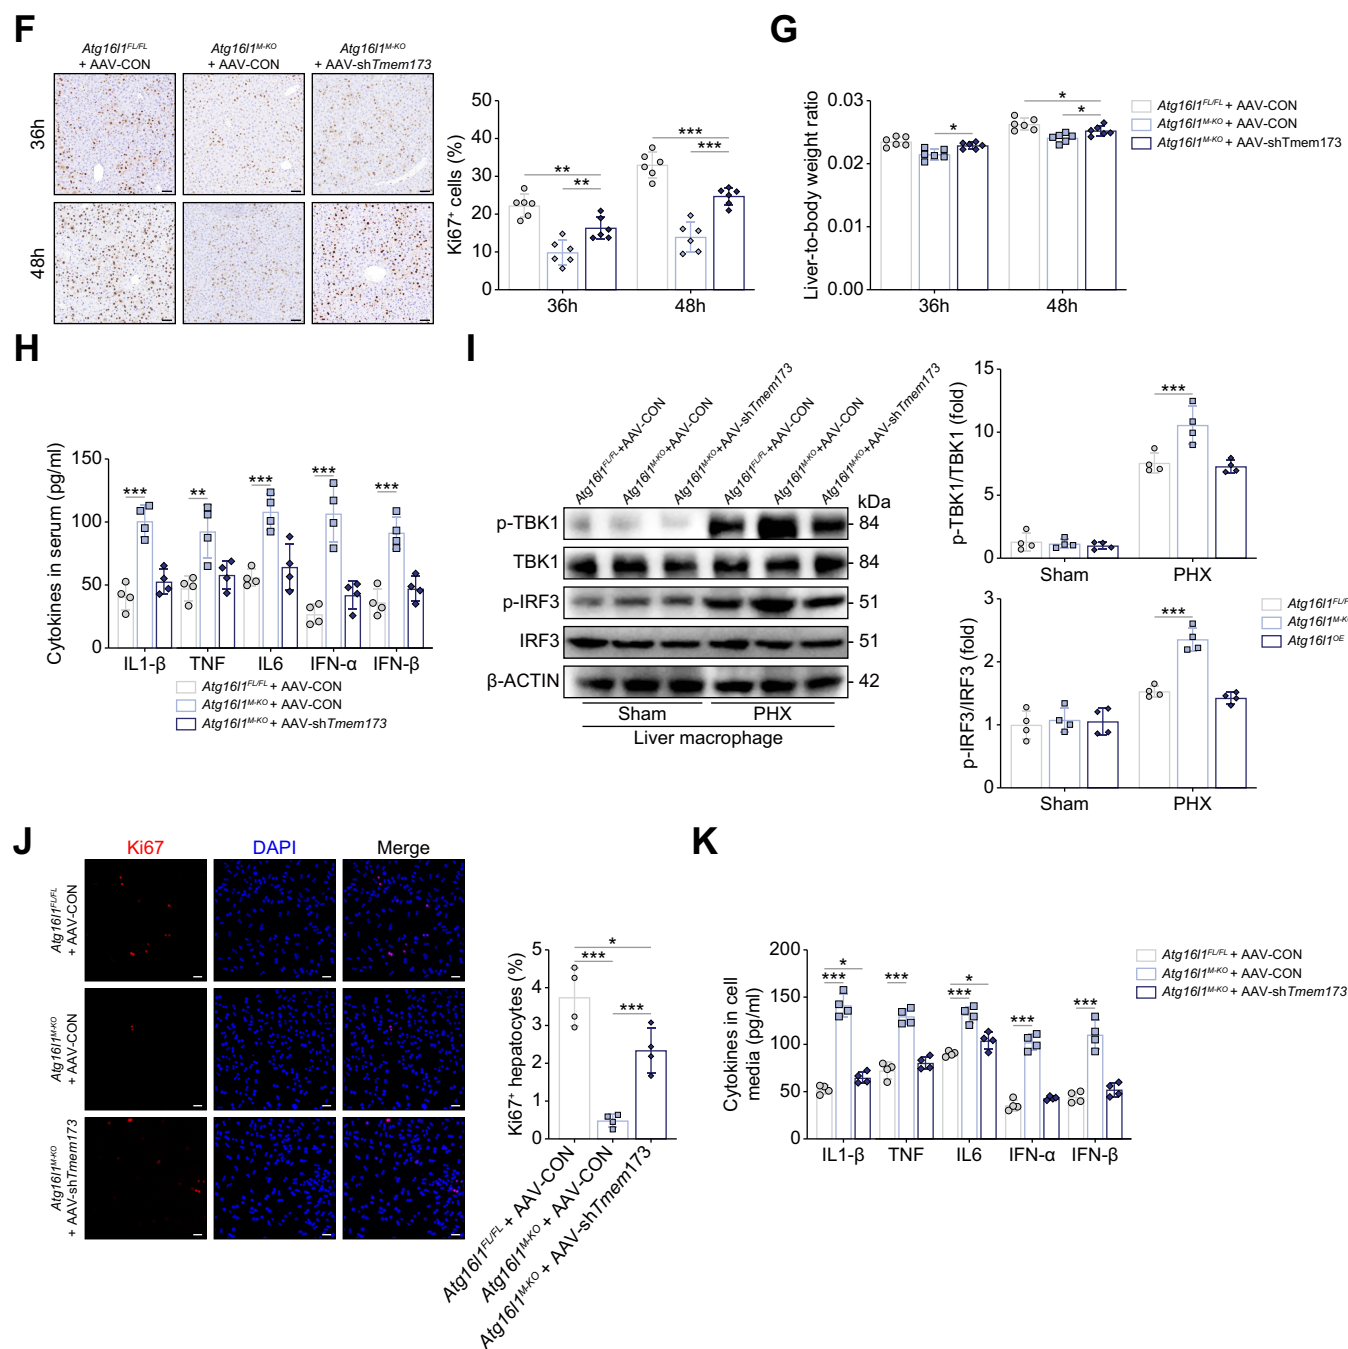 F
Atg16l1FL/FL
+ AAV-CON
Atg16l1M-KO
+ AAV-CON
Atg16l1M-KO
+ AAV-shTmem173
36h
48h
Ki67+ cells (%)
50
40
30
20
10
0
**
**
***
***
36h
48h
G
Liver-to-body weight ratio
0.03
0.02
0.01
0.00
*
*
*
36h
48h
Atg16l1FL/FL + AAV-CON
Atg16l1M-KO + AAV-CON
Atg16l1M-KO + AAV-shTmem173
H
Cytokines in serum (pg/ml)
150
100
50
0
***
**
***
***
***
IL1-β
TNF
IL6
IFN-α
IFN-β
Atg16l1FL/FL + AAV-CON
Atg16l1M-KO + AAV-CON
Atg16l1M-KO + AAV-shTmem173
I
Atg16l1FL/FL+AAV-CON
Atg16l1M-KO+AAV-CON
Atg16l1M-KO+AAV-shTmem173
Atg16l1FL/FL+AAV-CON
Atg16l1M-KO+AAV-CON
Atg16l1M-KO+AAV-shTmem173
kDa
p-TBK1
84
TBK1
84
p-IRF3
51
IRF3
51
β-ACTIN
42
Sham
PHX
Liver macrophage
p-TBK1/TBK1 (fold)
15
10
5
0
***
Sham
PHX
p-IRF3/IRF3 (fold)
3
2
1
0
***
Sham
PHX
Atg16l1FL/F
Atg16l1M-K
Atg16l1OE
J
Ki67
DAPI
Merge
Atg16l1FL/FL
+ AAV-CON
Atg16l1M-KO
+ AAV-CON
Atg16l1M-KO
+ AAV-shTmem173
Ki67+ hepatocytes (%)
5
4
3
2
1
0
*
***
***
Atg16l1FL/FL + AAV-CON
Atg16l1M-KO + AAV-CON
Atg16l1M-KO + AAV-shTmem173
K
Cytokines in cell
media (pg/ml)
200
150
100
50
0
*
***
***
*
***
***
***
IL1-β
TNF
IL6
IFN-α
IFN-β
Atg16l1FL/FL + AAV-CON
Atg16l1M-KO + AAV-CON
Atg16l1M-KO + AAV-shTmem173